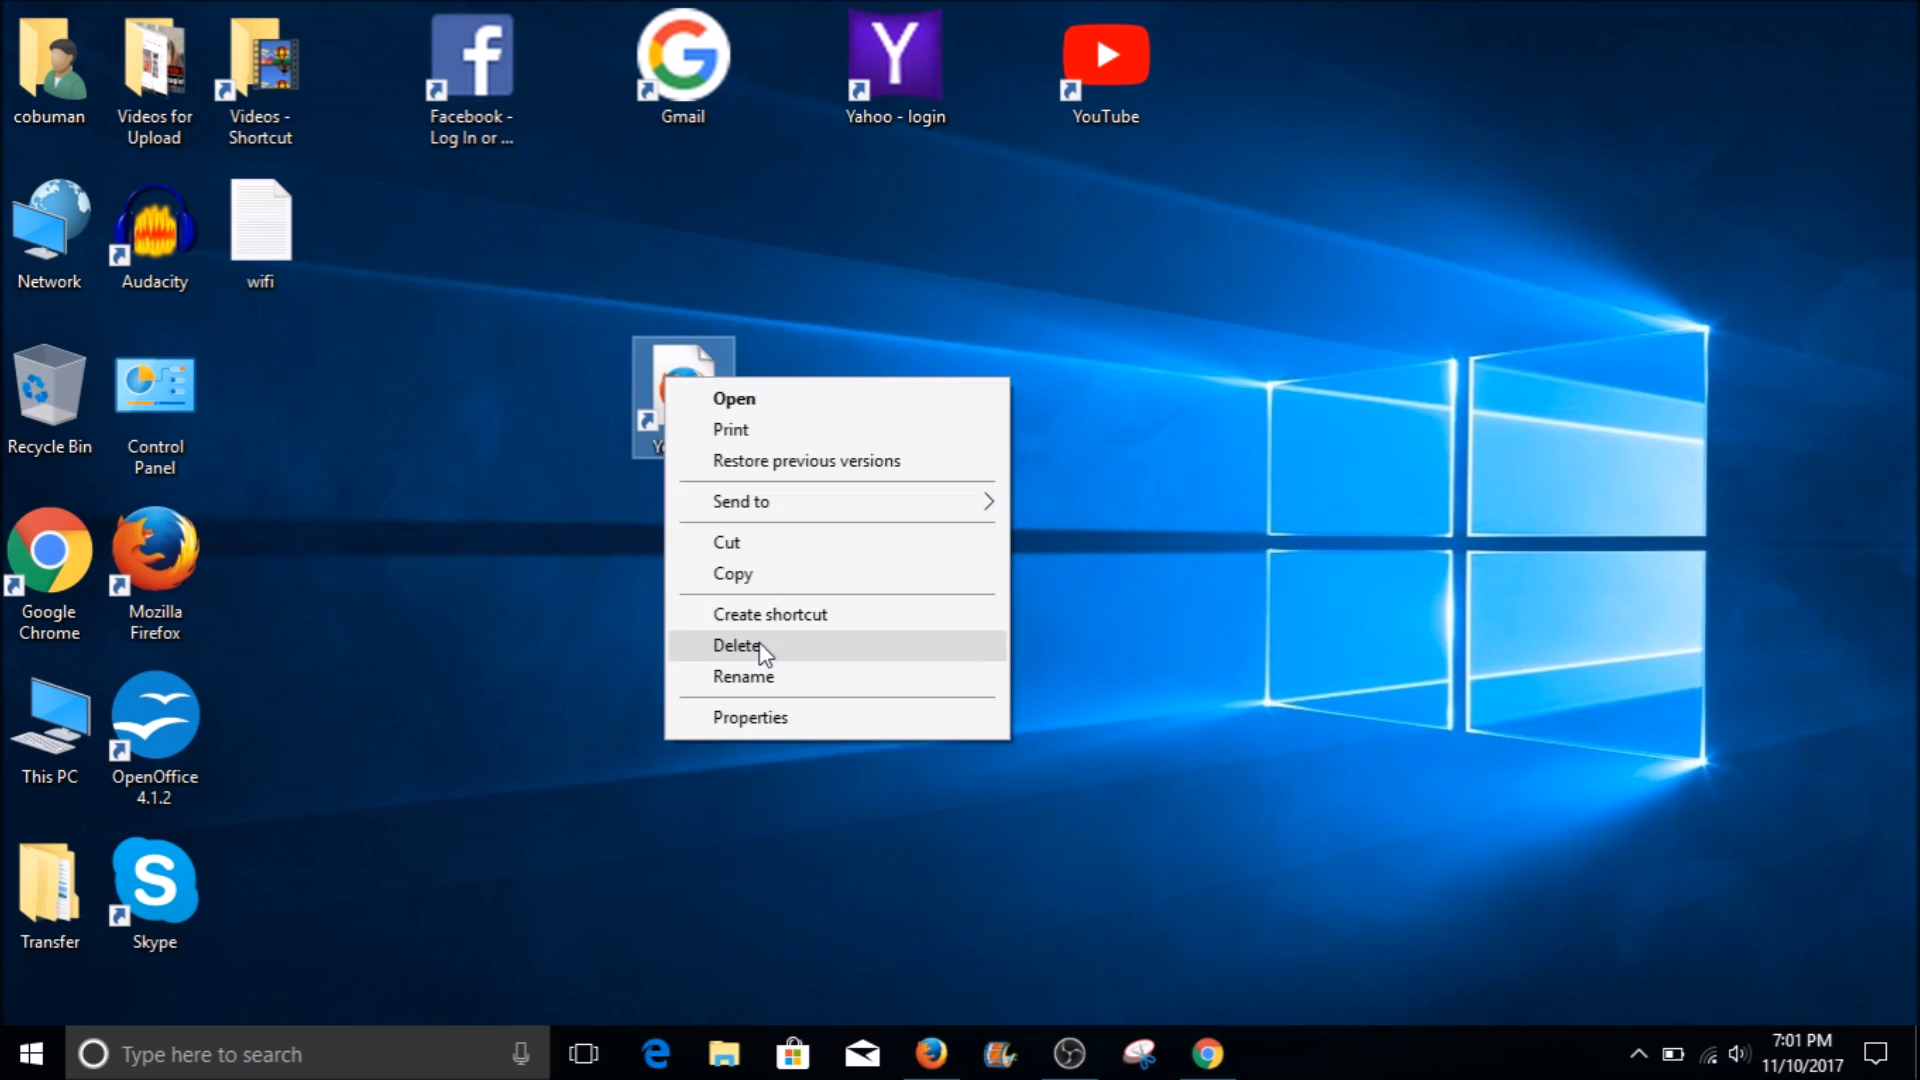 cobuman
Videos for
Upload
Videos -
Shortcut
Facebook -
Log In or ...
Gmail
Yahoo - login
YouTube
Network
Audacity
wifi
Recycle Bin
Control
Panel
Google
Chrome
Mozilla
Firefox
This PC
OpenOffice
4.1.2
Transfer
Skype
Open
Print
Restore previous versions
Send to
Cut
Copy
Create shortcut
Delete
Rename
Properties
Type here to search
7:01 PM
11/10/2017